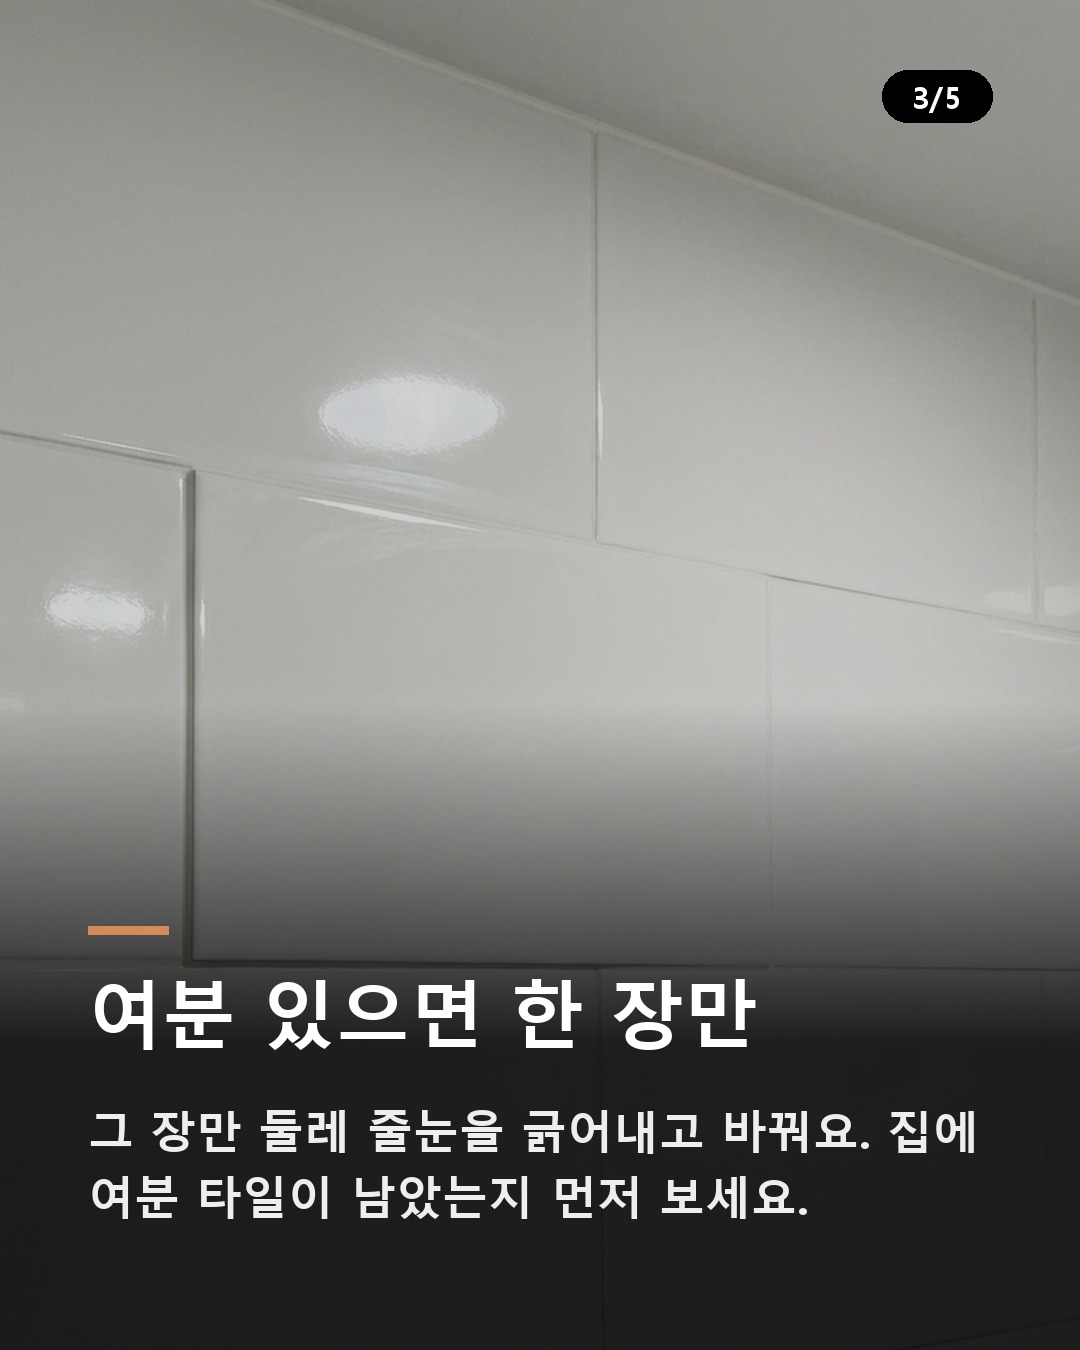 3/5
여분 있으면 한 장만
그 장만 둘레 줄눈을 긁어내고 바꿔요. 집에
여분 타일이 남았는지 먼저 보세요.